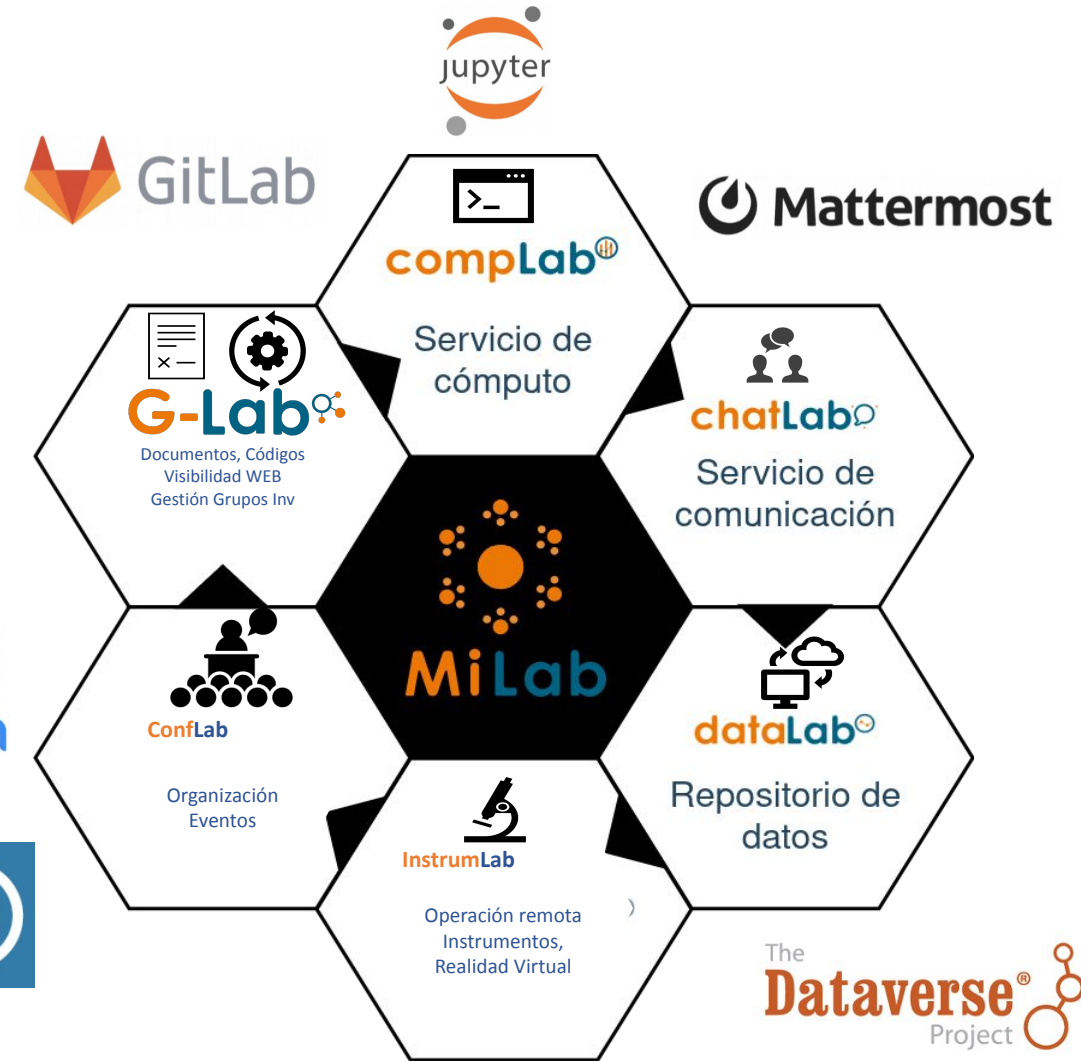 jupyter
GitLab
Mattermost
>_
compLab
Servicio de
cómputo
G-Lab
Documentos, Códigos
Visibilidad WEB
Gestión Grupos Inv
chatLab
Servicio de
comunicación
MiLab
ConfLab
Organización
Eventos
dataLab
Repositorio de
datos
InstrumLab
Operación remota
Instrumentos,
Realidad Virtual
The
Dataverse®
Project